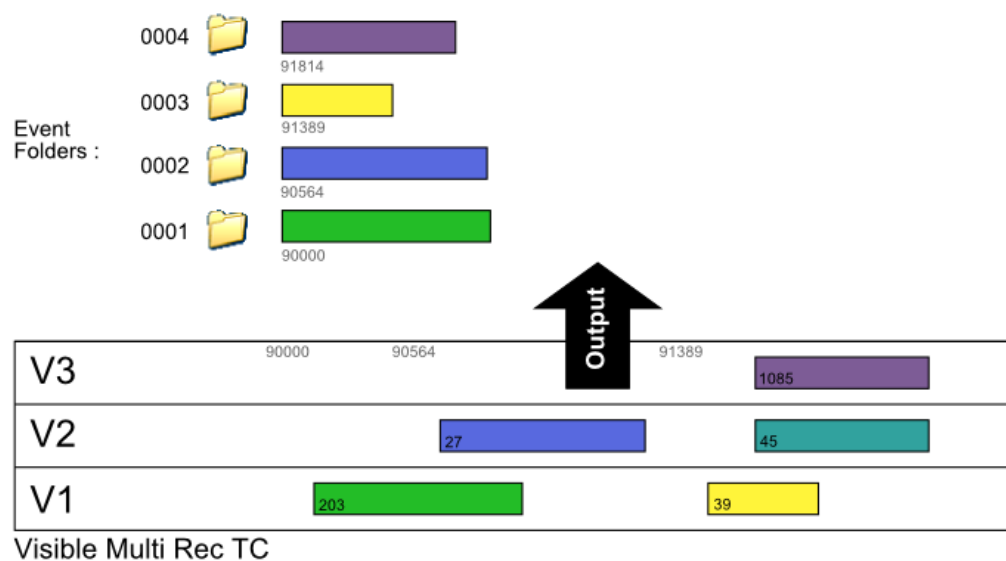 0004
91814
0003
91389
Event
Folders :
0002
90564
0001
90000
Output
90000 90564 91389
V3
1085
V2
27 45
V1
203 39
Visible Multi Rec TC